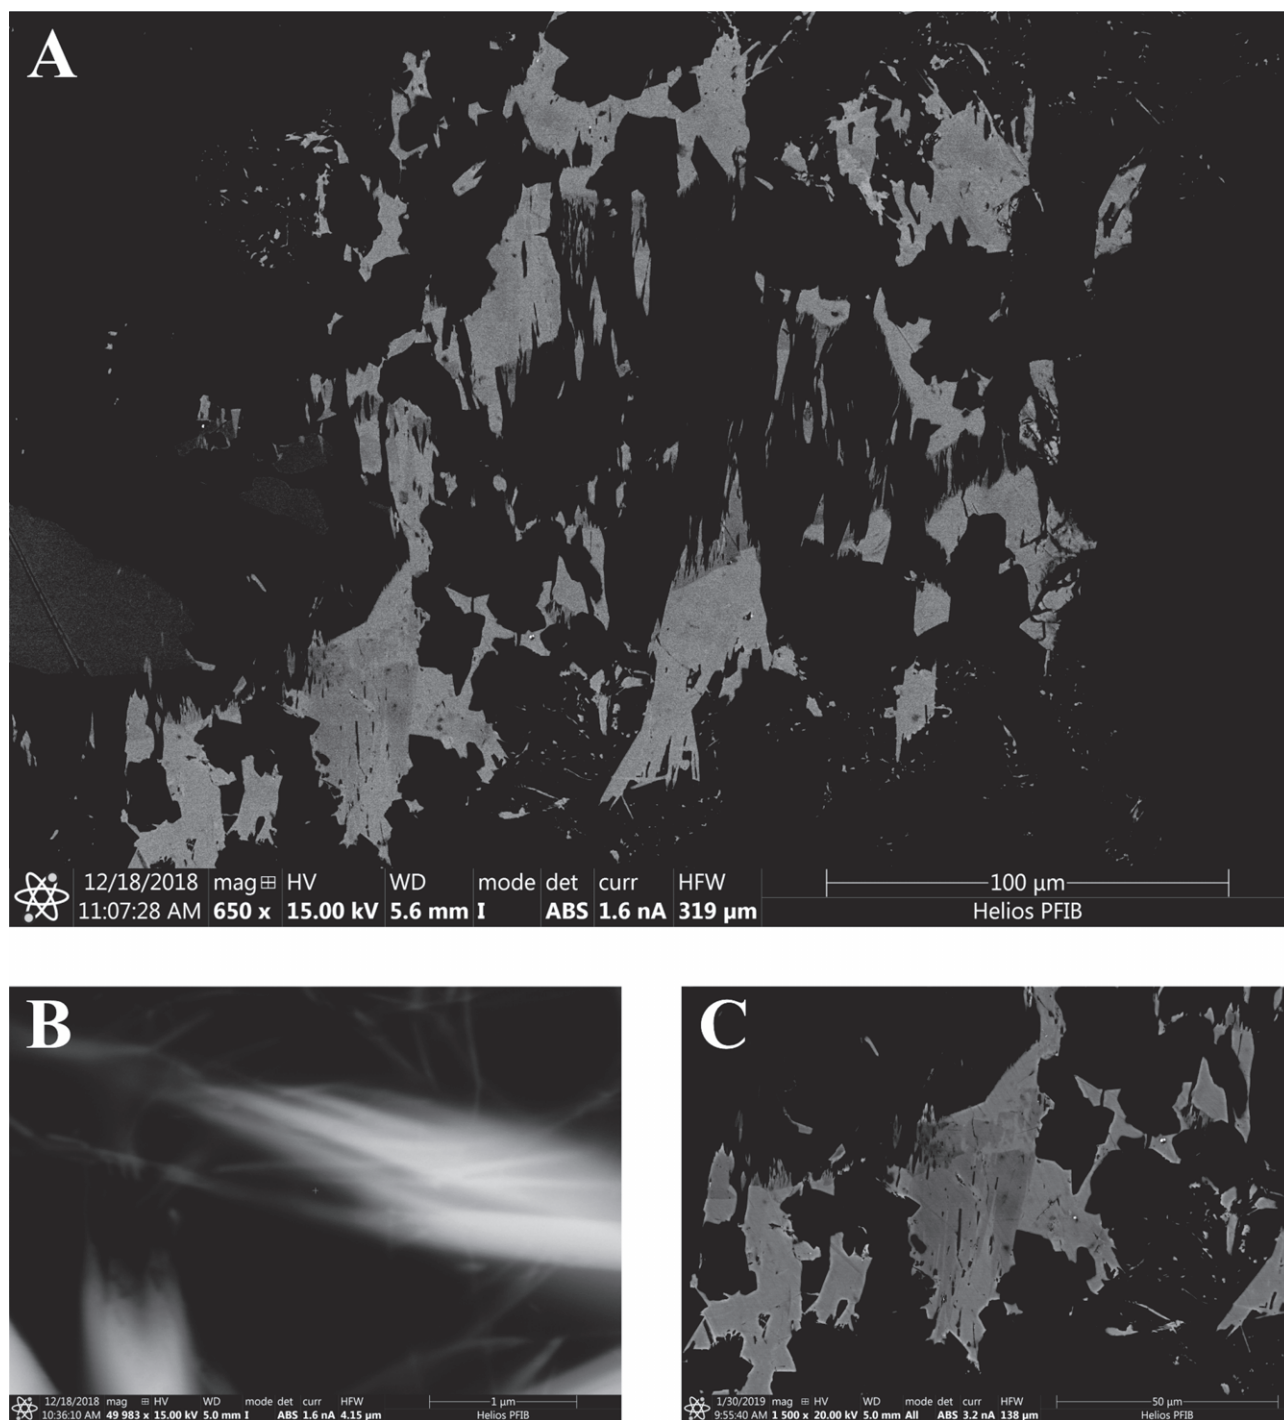 A
12/18/2018 mag HV WD mode det curr HFW
11:07:28 AM 650 x 15.00 kV 5.6 mm I ABS 1.6 nA 319 µm
100 µm
Helios PFIB
B
12/18/2018 mag HV WD mode det curr HFW
10:36:10 AM 49 983 x 15.00 kV 5.0 mm I ABS 1.6 nA 4.15 µm
1 µm
Helios PFIB
C
1/30/2019 mag HV WD mode det curr HFW
9:55:40 AM 1 500 x 20.00 kV 5.0 mm All ABS 3.2 nA 138 µm
50 µm
Helios PFIB